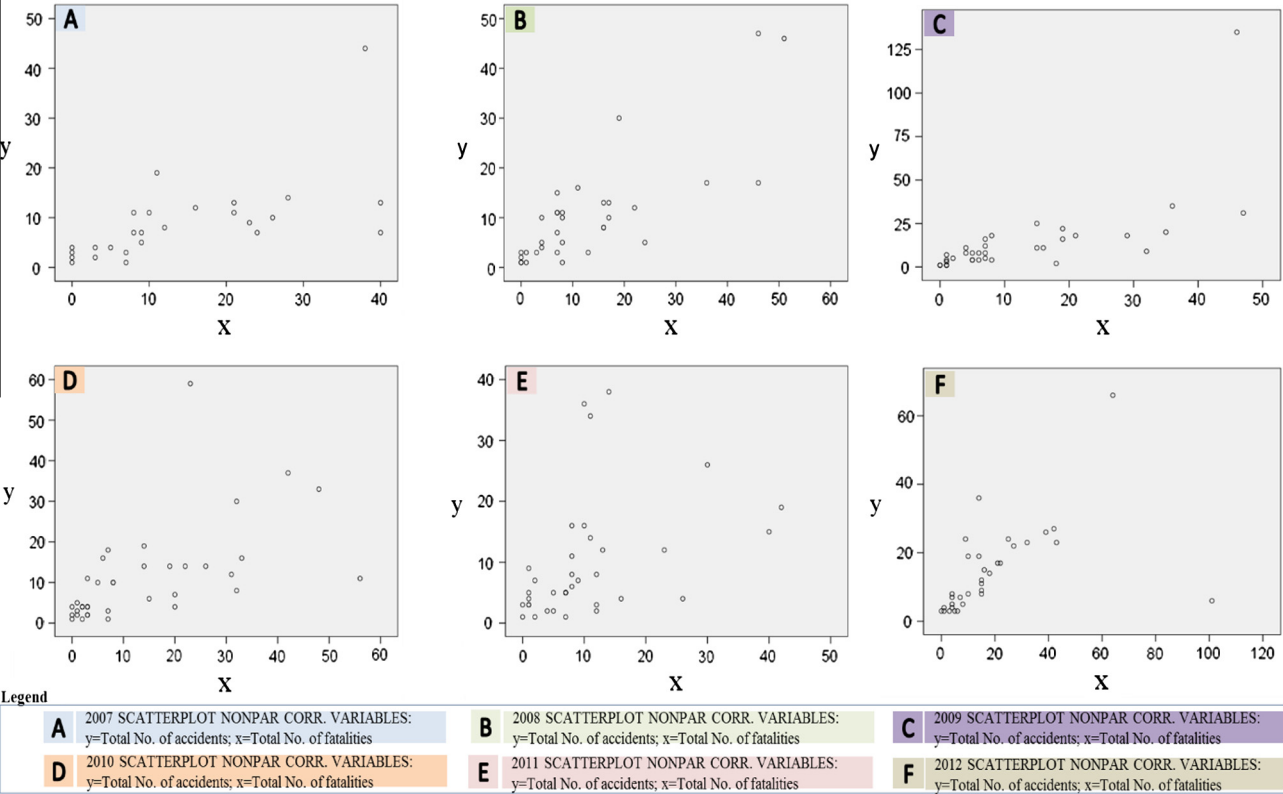 A
50
40
30
20
10
0
y
0 10 20 30 40
X
B
50
40
30
20
10
0
y
0 10 20 30 40 50 60
X
C
125
100
75
50
25
0
y
0 10 20 30 40 50
X
D
60
50
40
30
20
10
0
y
0 10 20 30 40 50 60
X
E
40
30
20
10
0
y
0 10 20 30 40 50
X
F
60
40
20
0
y
0 20 40 60 80 100 120
X
Legend
A 2007 SCATTERPLOT NONPAR CORR. VARIABLES:
y=Total No. of accidents; x=Total No. of fatalities
B 2008 SCATTERPLOT NONPAR CORR. VARIABLES:
y=Total No. of accidents; x=Total No. of fatalities
C 2009 SCATTERPLOT NONPAR CORR. VARIABLES:
y=Total No. of accidents; x=Total No. of fatalities
D 2010 SCATTERPLOT NONPAR CORR. VARIABLES:
y=Total No. of accidents; x=Total No. of fatalities
E 2011 SCATTERPLOT NONPAR CORR. VARIABLES:
y=Total No. of accidents; x=Total No. of fatalities
F 2012 SCATTERPLOT NONPAR CORR. VARIABLES:
y=Total No. of accidents; x=Total No. of fatalities